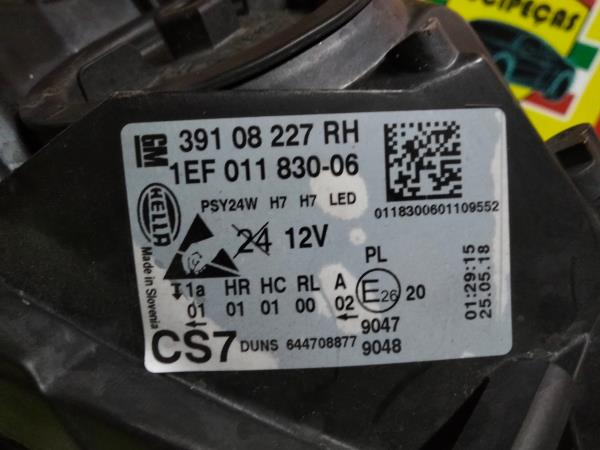 GM 39 1 08 227 RH
1EF 011 830-06
HELLA
PSY24W H7 H7 LED
24 12V
0118300601109552
Made in Slovenia
1a HR HC RL A PL
01 01 01 00 02 E26 20
9047
9048
01:29:15
25.05.18
CS7 DUNS 644708877